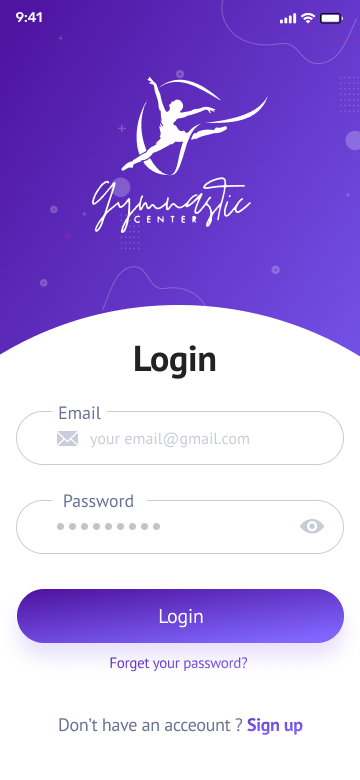 9:41
gymnastic
CENTER
Login
Email
your email@gmail.com
Password
Login
Forget your password?
Don't have an account ? Sign up